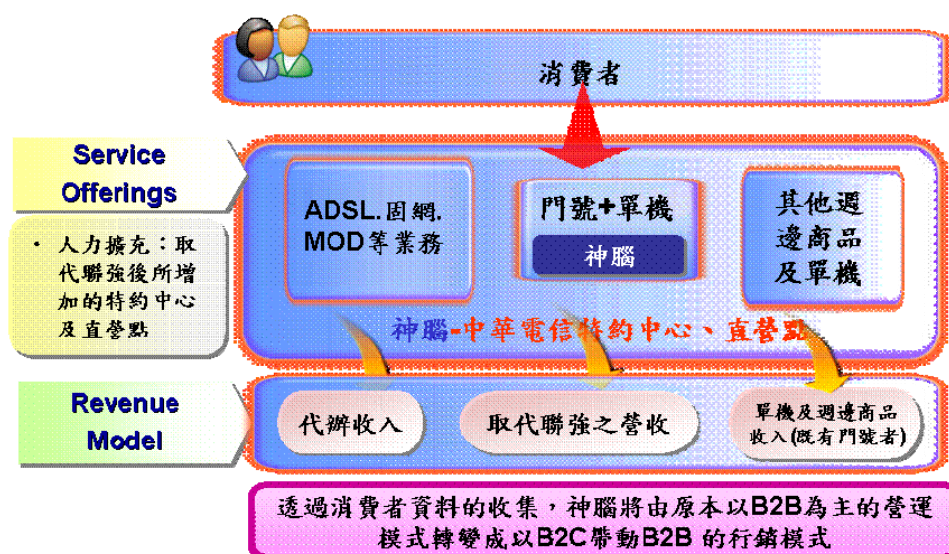 消費者
Service
Offerings
・ 人力擴充：取
代聯強後所增
加的特約中心
及直營點
ADSL.固網.
MOD等業務
門號+單機
神腦
其他週
邊商品
及單機
神腦-中華電信特約中心、直營點
Revenue
Model
代辦收入
取代聯強之營收
單機及週邊商品
收入(既有門號者)
透過消費者資料的收集，神腦將由原本以B2B為主的營運
模式轉變成以B2C帶動B2B 的行銷模式